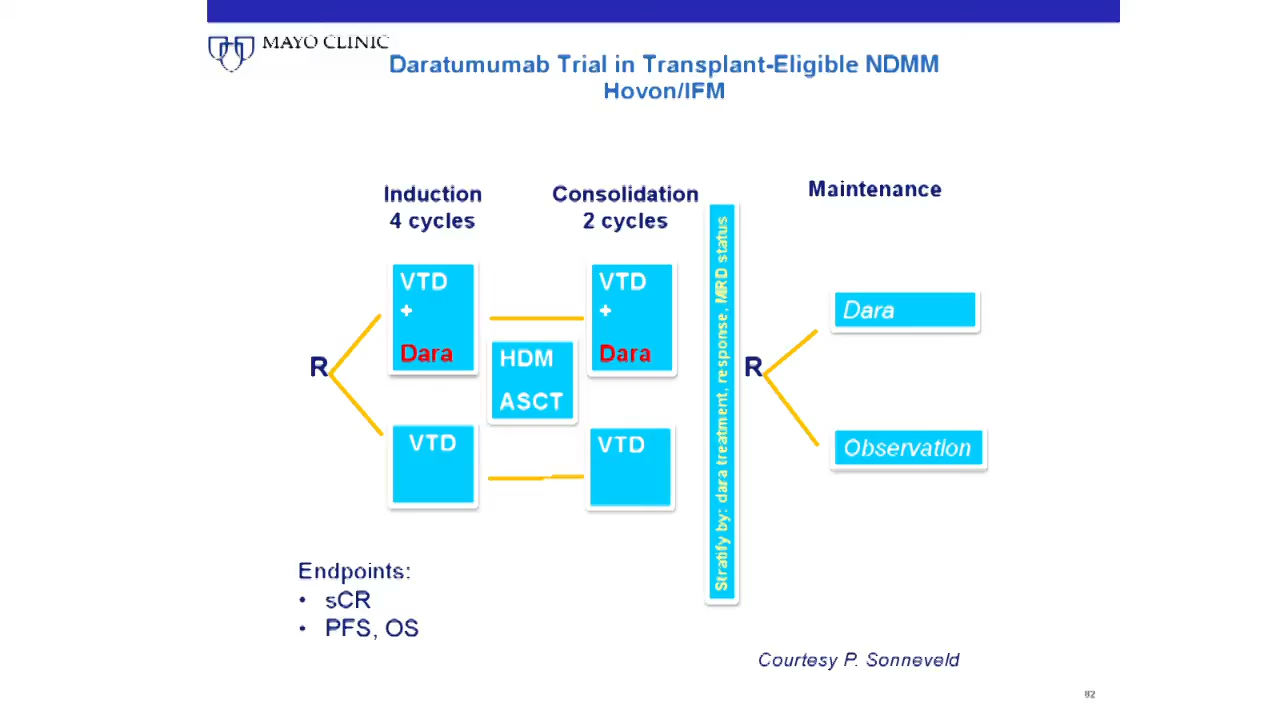 MAYO CLINIC
Daratumumab Trial in Transplant-Eligible NDMM
Hovon/IFM
Induction
4 cycles
Consolidation
2 cycles
Maintenance
R
VTD
+
Dara
VTD
HDM
ASCT
VTD
+
Dara
VTD
Stratify by: dara treatment, response, MRD status
R
Dara
Observation
Endpoints:
• sCR
• PFS, OS
Courtesy P. Sonneveld
82